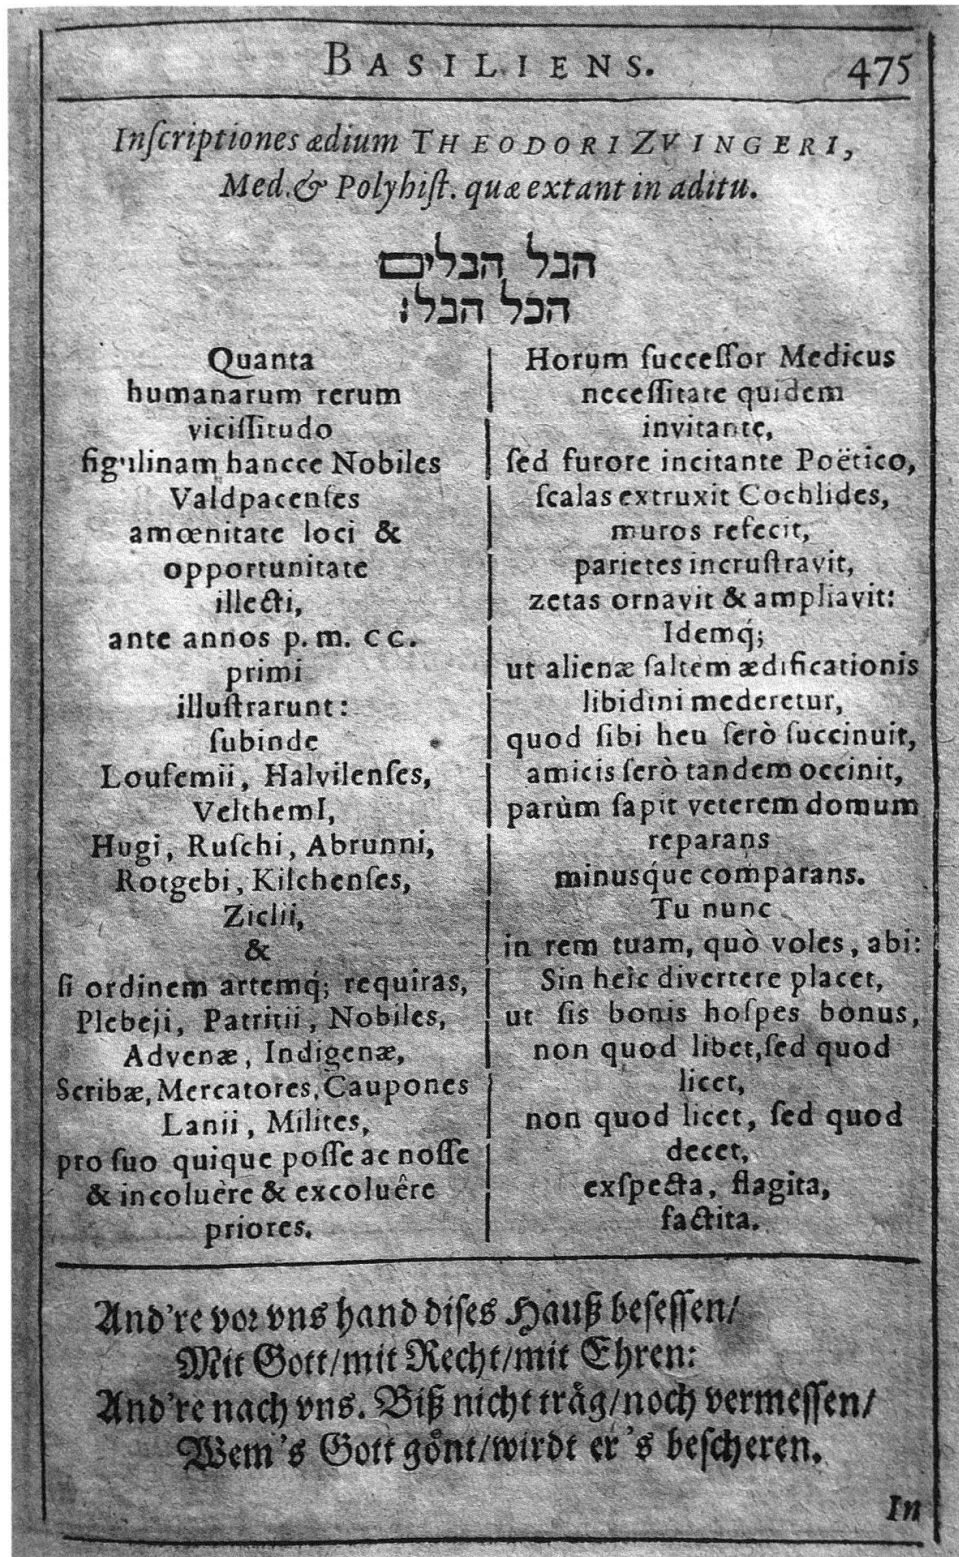 BASILIENS. 475
Inſcriptiones ædium THEODORI ZVINGERI,
Med. & Polyhiſt. quæ extant in aditu.
הבל הבלים
הכל הבל׃
Quanta
humanarum rerum
viciſſitudo
figulinam hancce Nobiles
Valdpacenſes
amœnitate loci &
opportunitate
illecti,
ante annos p. m. CC.
primi
illuſtrarunt:
ſubinde
Louſemii, Halvilenſes,
VelthemI,
Hugi, Ruſchi, Abrunni,
Rotgebi, Kilchenſes,
Ziclii,
&
ſi ordinem artemq́; requiras,
Plebeji, Patritii, Nobiles,
Advenæ, Indigenæ,
Scribæ, Mercatores, Caupones
Lanii, Milites,
pro ſuo quique poſſe ac noſſe
& incoluère & excoluêre
priores.
Horum ſucceſſor Medicus
neceſſitate quidem
invitante,
ſed furore incitante Poëtico,
ſcalas extruxit Cochlides,
muros refecit,
parietes incruſtravit,
zetas ornavit & ampliavit:
Idemq́;
ut alienæ ſaltem ædificationis
libidini mederetur,
quod ſibi heu ſerò ſuccinuit,
amicis ſerò tandem occinit,
parùm ſapit veterem domum
reparans
minusq́ue comparans.
Tu nunc
in rem tuam, quò voles, abi:
Sin heîc divertere placet,
ut ſis bonis hoſpes bonus,
non quod libet, ſed quod
licet,
non quod licet, ſed quod
decet,
exſpecta, flagita,
factita.
And're vor vns hand diſes Hauß beſeſſen/
Mit Gott/mit Recht/mit Ehren:
And're nach vns. Biß nicht träg/noch vermeſſen/
Wem's Gott gönt/wirdt er's beſcheren.
In